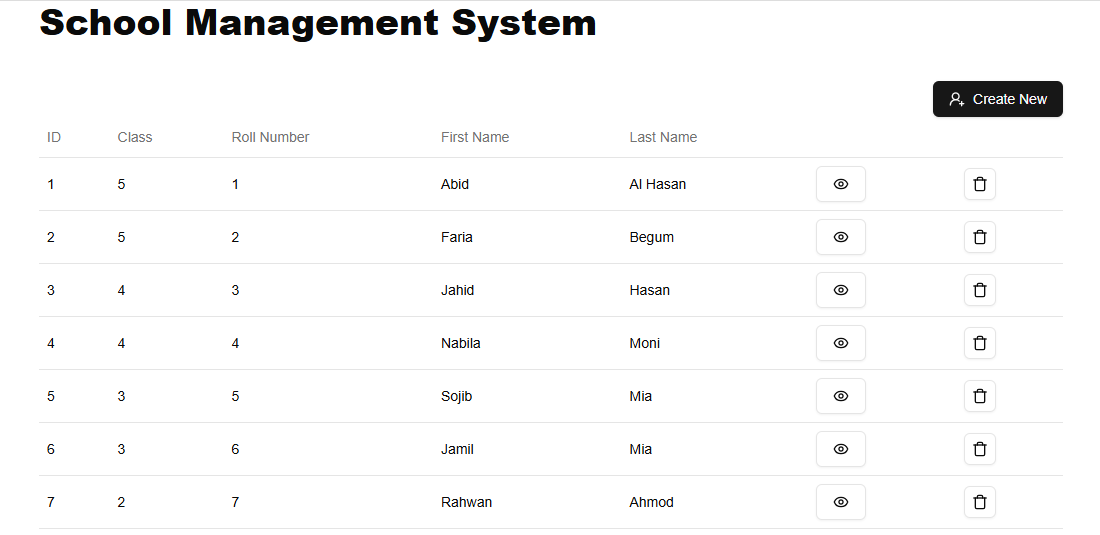 School Management System
Create New
ID Class Roll Number First Name Last Name
1 5 1 Abid Al Hasan
2 5 2 Faria Begum
3 4 3 Jahid Hasan
4 4 4 Nabila Moni
5 3 5 Sojib Mia
6 3 6 Jamil Mia
7 2 7 Rahwan Ahmod